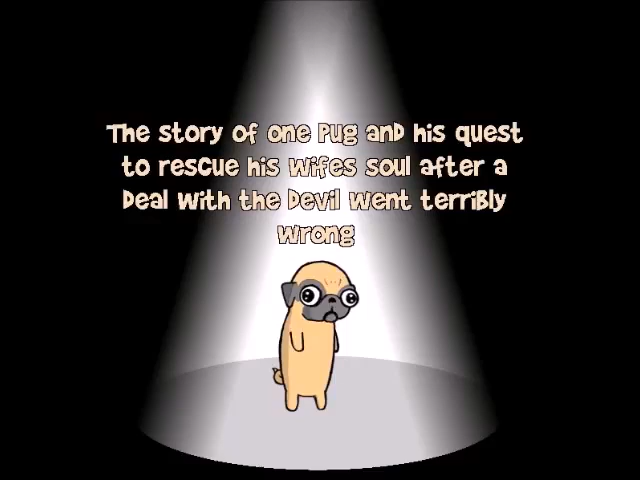 The story of one Pug and his quest
to rescue his wifes soul after a
Deal with the Devil went terribly
wrong